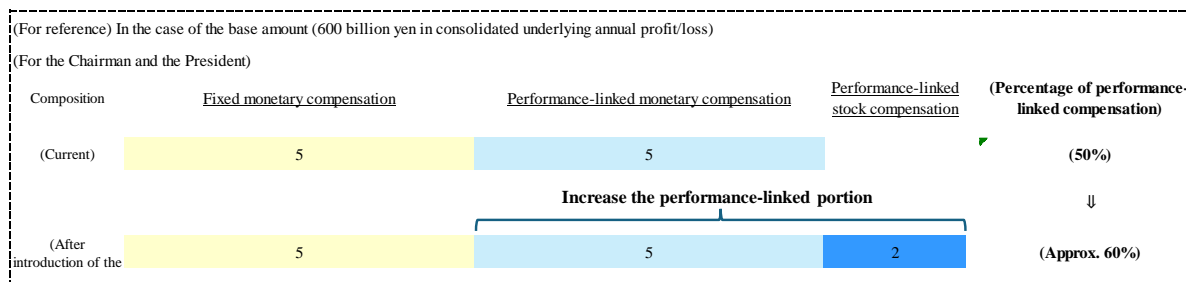 (For reference) In the case of the base amount (600 billion yen in consolidated underlying annual profit/loss)
(For the Chairman and the President)
Composition Fixed monetary compensation Performance-linked monetary compensation Performance-linked stock compensation (Percentage of performance-linked compensation)
(Current) 5 5 (50%)
Increase the performance-linked portion ⇓
(After introduction of the 5 5 2 (Approx. 60%)